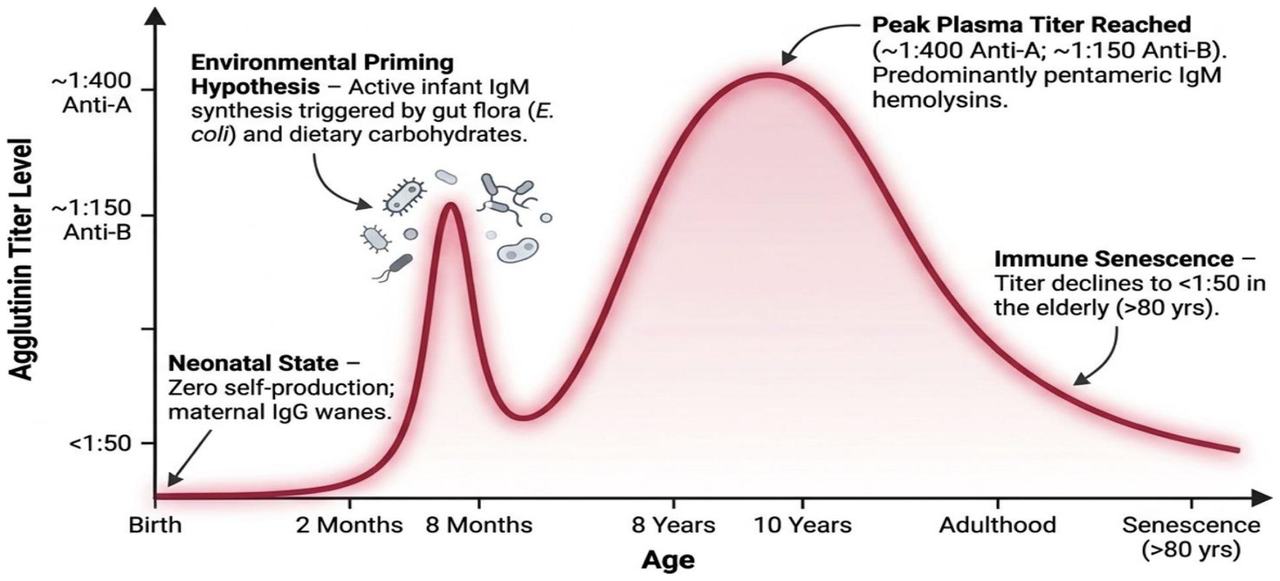 Peak Plasma Titer Reached
(~1:400 Anti-A; ~1:150 Anti-B).
Predominantly pentameric IgM
hemolysins.
Environmental Priming
Hypothesis – Active infant IgM
synthesis triggered by gut flora (E.
coli) and dietary carbohydrates.
Agglutinin Titer Level
~1:400
Anti-A
~1:150
Anti-B
<1:50
Immune Senescence –
Titer declines to <1:50 in
the elderly (>80 yrs).
Neonatal State –
Zero self-production;
maternal IgG wanes.
Birth
2 Months
8 Months
8 Years
10 Years
Adulthood
Senescence
(>80 yrs)
Age